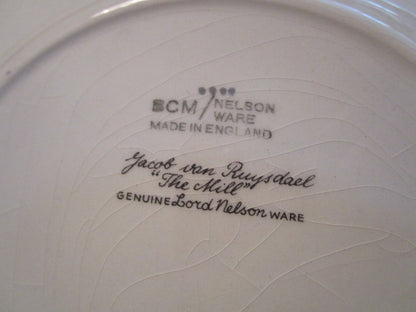 BCM NELSON
WARE
MADE IN ENGLAND
Jacob van Ruysdael
"The Mill"
GENUINE Lord Nelson WARE